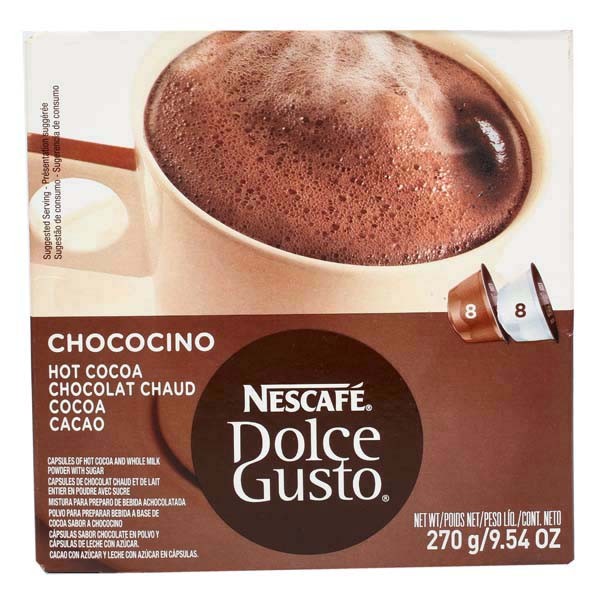 Suggested Serving - Présentation suggérée
Sugestão de consumo - Sugerencia de consumo
8 8
CHOCOCINO
HOT COCOA
CHOCOLAT CHAUD
COCOA
CACAO
CAPSULES OF HOT COCOA AND WHOLE MILK
POWDER WITH SUGAR
CAPSULES DE CHOCOLAT CHAUD ET DE LAIT
ENTIER EN POUDRE AVEC SUCRE
MISTURA PARA PREPARO DE BEBIDA ACHOCOLATADA
POLVO PARA PREPARAR BEBIDA A BASE DE
COCOA SABOR A CHOCOCINO
CÁPSULAS SABOR CHOCOLATE EN POLVO Y
CÁPSULAS DE LECHE CON AZÚCAR.
CACAO CON AZÚCAR Y LECHE CON AZÚCAR EN CÁPSULAS.
NESCAFÉ®
Dolce
Gusto®
NET WT/POIDS NET/PESO LÍQ./CONT. NETO
270 g/9.54 OZ